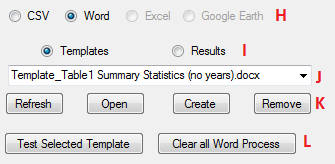 CSV Word Excel Google Earth H
Templates Results I
Template_Table1 Summary Statistics (no years).docx J
Refresh Open Create Remove K
Test Selected Template Clear all Word Process L